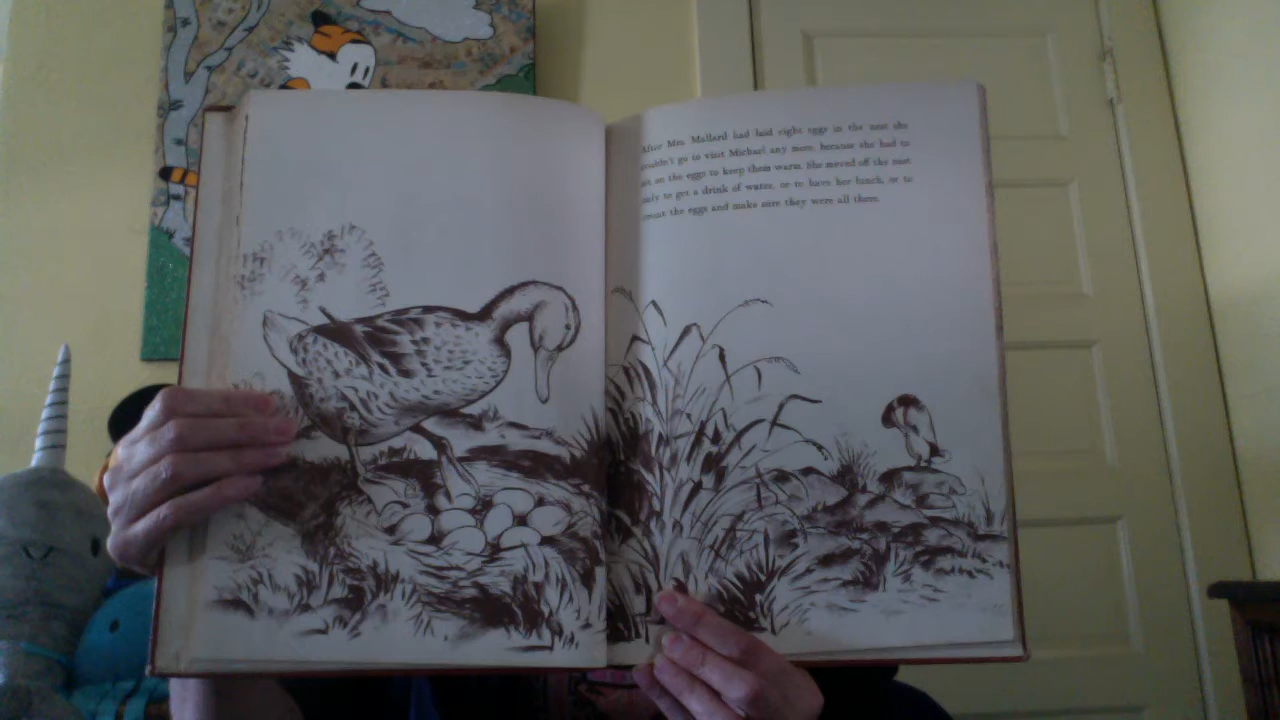 After Mrs. Mallard had laid eight eggs in the nest she
couldn't go to visit Michael any more, because she had to
sit on the eggs to keep them warm. She moved off the nest
only to get a drink of water, or to have her lunch, or to
count the eggs and make sure they were all there.